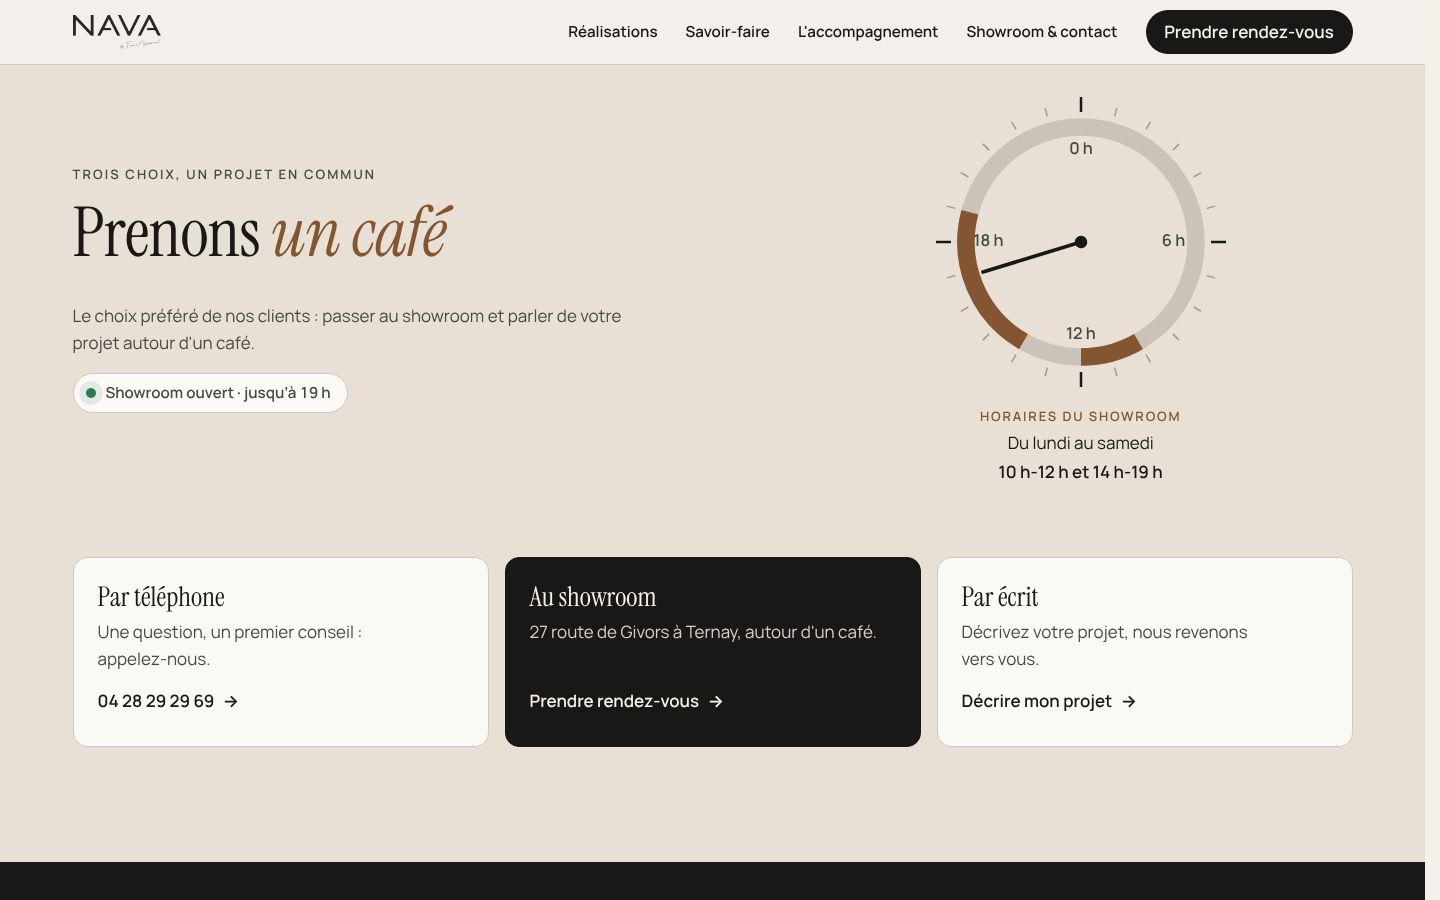 NAVA
Réalisations
Savoir-faire
L'accompagnement
Showroom & contact
Prendre rendez-vous
TROIS CHOIX, UN PROJET EN COMMUN
Prenons un café
Le choix préféré de nos clients : passer au showroom et parler de votre
projet autour d'un café.
Showroom ouvert · jusqu'à 19 h
0 h
18 h
6 h
12 h
HORAIRES DU SHOWROOM
Du lundi au samedi
10 h-12 h et 14 h-19 h
Par téléphone
Une question, un premier conseil :
appelez-nous.
04 28 29 29 69 →
Au showroom
27 route de Givors à Ternay, autour d'un café.
Prendre rendez-vous →
Par écrit
Décrivez votre projet, nous revenons
vers vous.
Décrire mon projet →